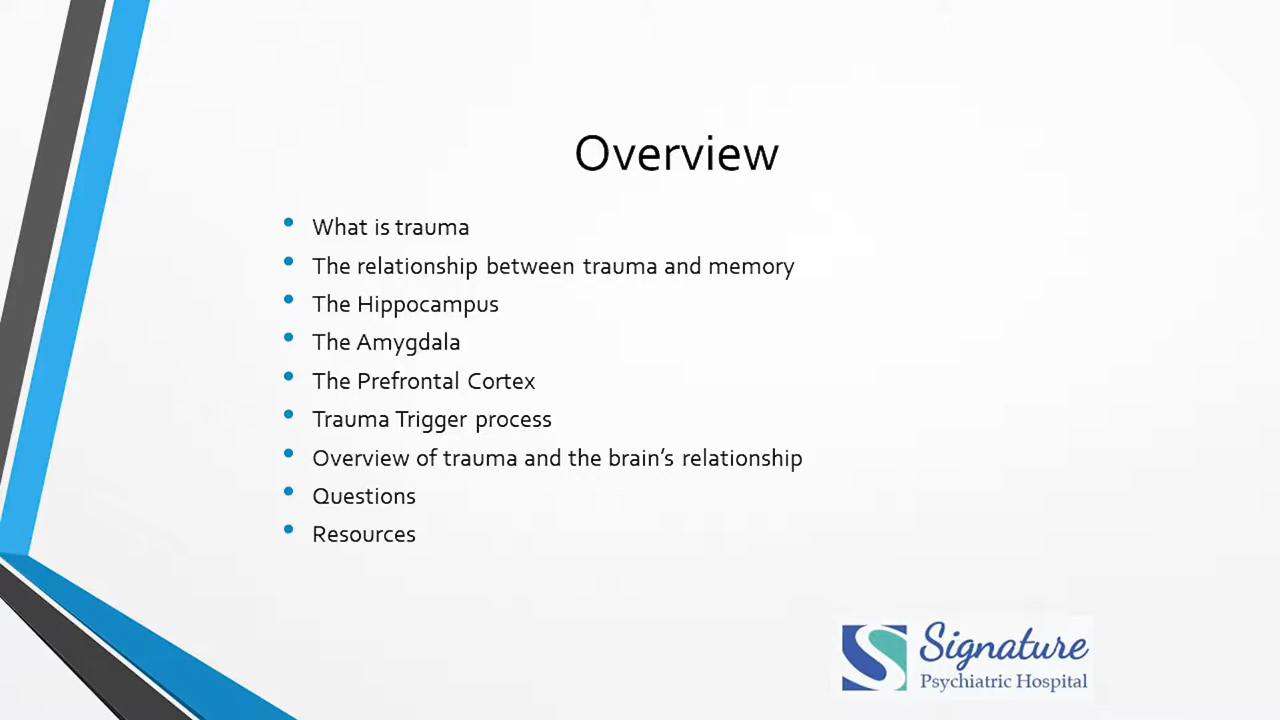 Overview
What is trauma
The relationship between trauma and memory
The Hippocampus
The Amygdala
The Prefrontal Cortex
Trauma Trigger process
Overview of trauma and the brain’s relationship
Questions
Resources
Signature
Psychiatric Hospital